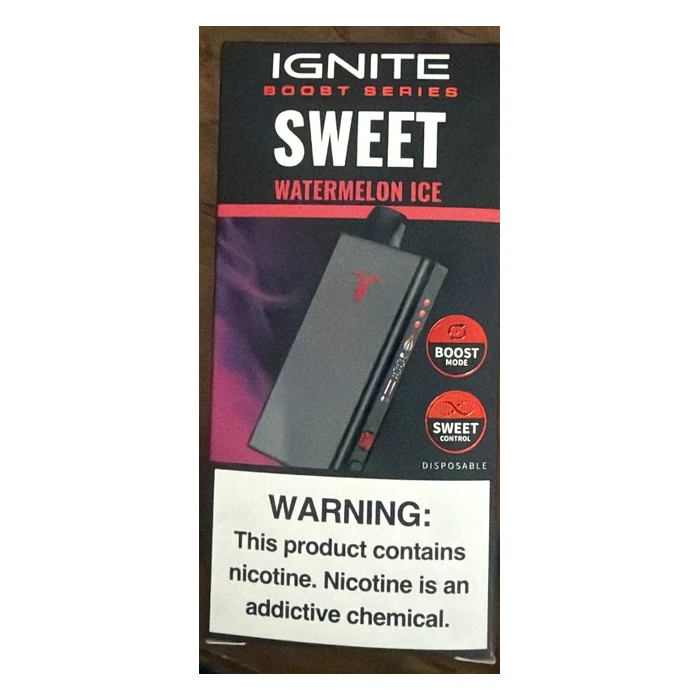 IGNITE
BOOST SERIES
SWEET
WATERMELON ICE
100
BOOST
MODE
SWEET
CONTROL
DISPOSABLE
WARNING:
This product contains
nicotine. Nicotine is an
addictive chemical.